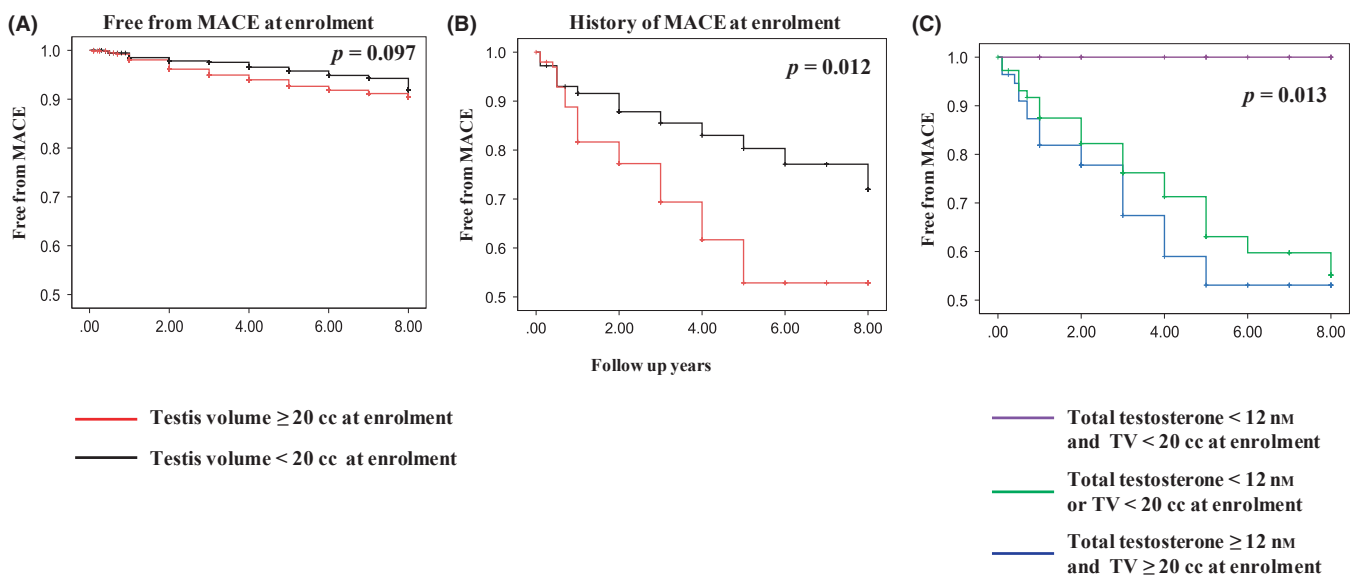 (A)
Free from MACE at enrolment
p = 0.097
Free from MACE
1.0
0.9
0.8
0.7
0.6
0.5
.00
2.00
4.00
6.00
8.00
(B)
History of MACE at enrolment
p = 0.012
Free from MACE
1.0
0.9
0.8
0.7
0.6
0.5
.00
2.00
4.00
6.00
8.00
Follow up years
(C)
p = 0.013
Free from MACE
1.0
0.9
0.8
0.7
0.6
0.5
.00
2.00
4.00
6.00
8.00
Testis volume ≥ 20 cc at enrolment
Testis volume < 20 cc at enrolment
Total testosterone < 12 nM
and TV < 20 cc at enrolment
Total testosterone < 12 nM
or TV < 20 cc at enrolment
Total testosterone ≥ 12 nM
and TV ≥ 20 cc at enrolment